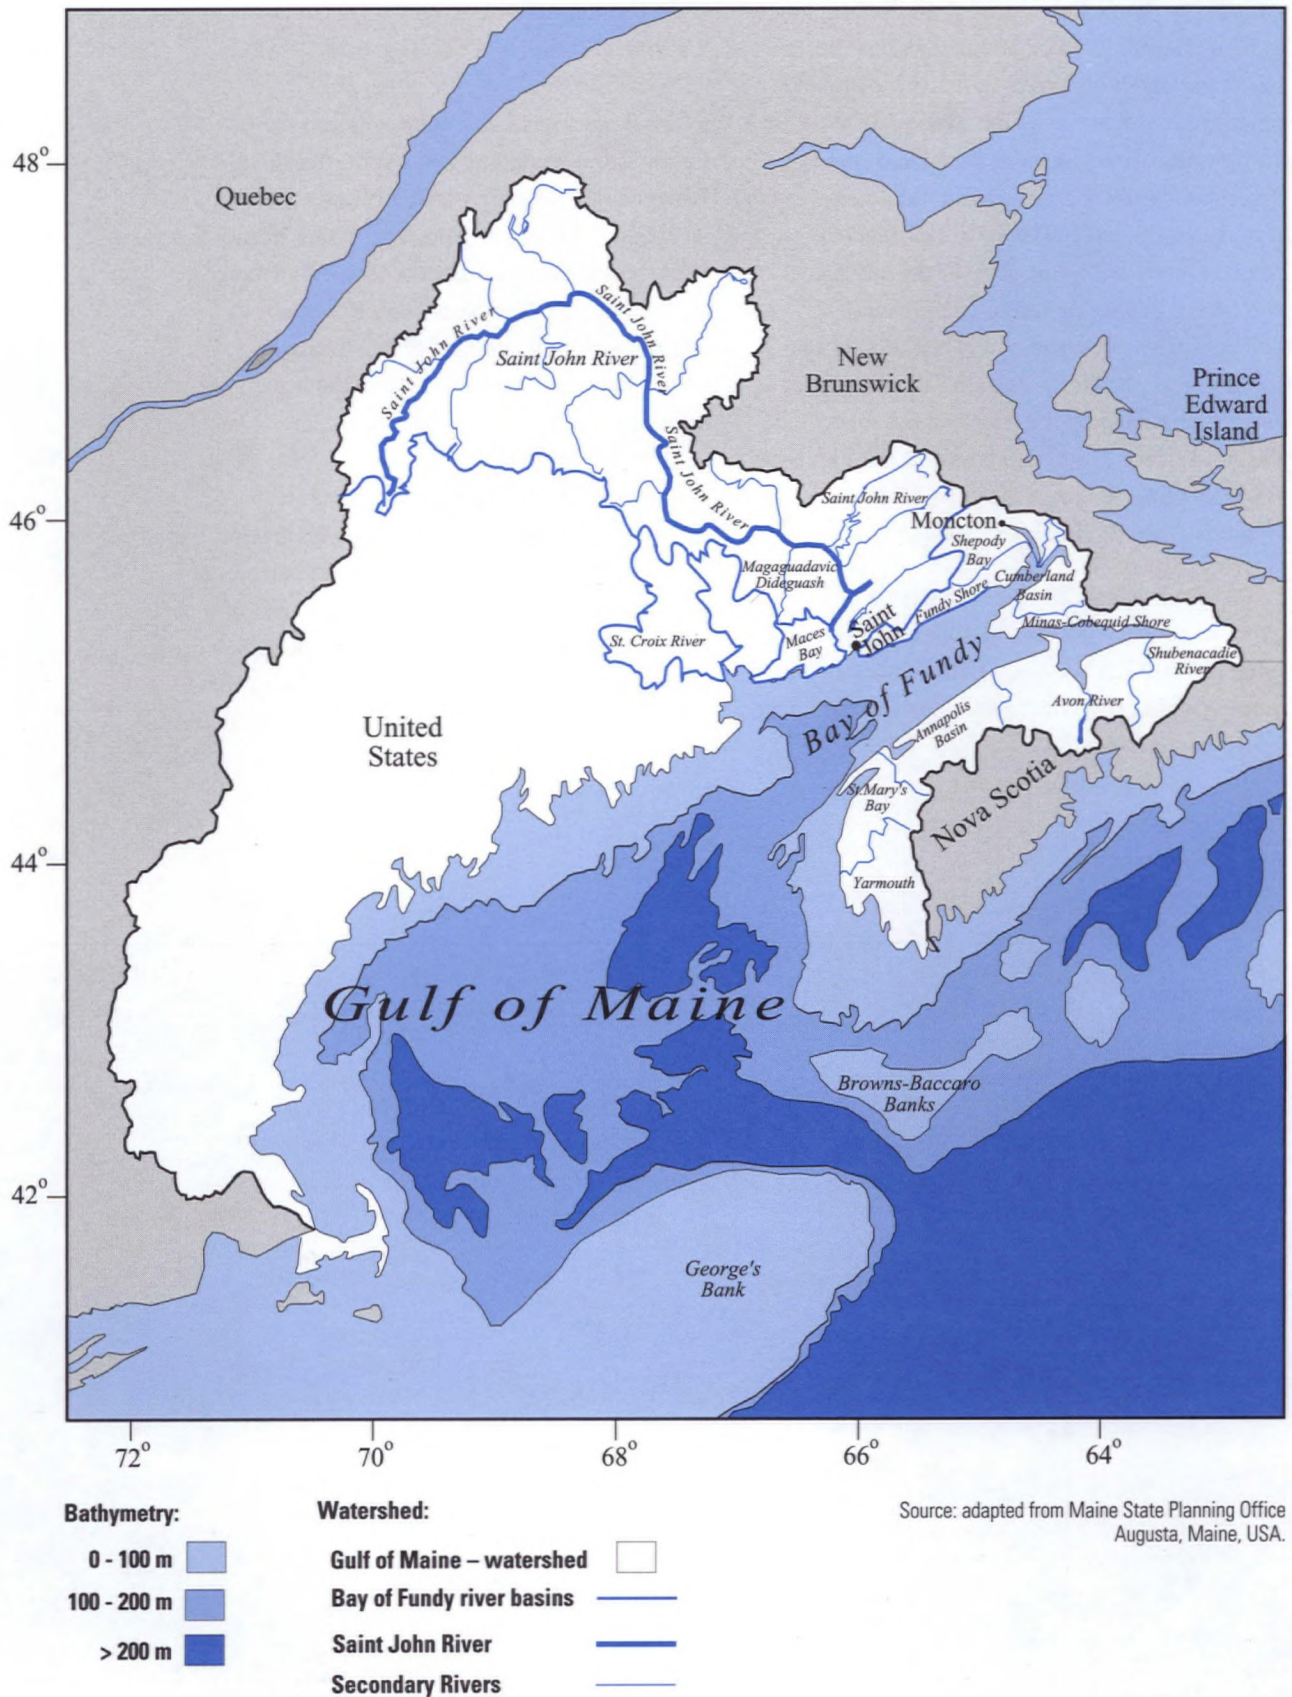 48°
Quebec
Saint John River
Saint John River
Saint John River
New
Brunswick
Prince
Edward
Island
Saint John River
46°
Saint John River
Moncton
Shepody
Bay
Magaguadavic
Dideguash
Cumberland
Basin
Fundy Shore
Minas-Cobequid Shore
St. Croix River
Maces
Bay
Saint
John
Shubenacadie
River
Bay of Fundy
Avon River
Annapolis
Basin
United
States
St.Mary's
Bay
Nova Scotia
44°
Yarmouth
Gulf of Maine
Browns-Baccaro
Banks
42°
George's
Bank
72°
70°
68°
66°
64°
Bathymetry:
0 - 100 m
100 - 200 m
> 200 m
Watershed:
Gulf of Maine – watershed
Bay of Fundy river basins
Saint John River
Secondary Rivers
Source: adapted from Maine State Planning Office
Augusta, Maine, USA.